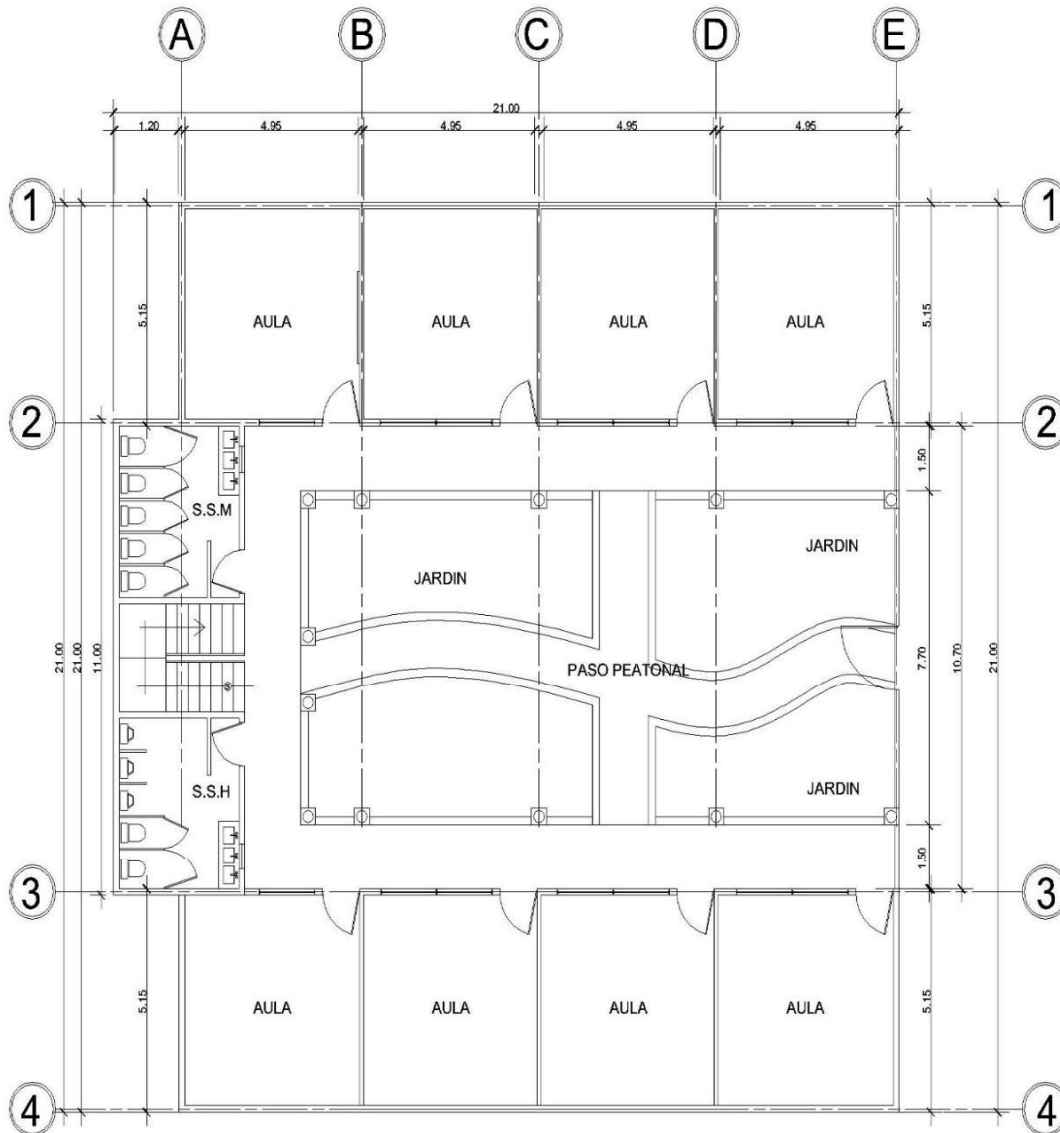 A B C D E
21.00
1.20 4.95 4.95 4.95 4.95
1 1
5.15 5.15
AULA AULA AULA AULA
2 2
1.50
S.S.M
JARDIN
JARDIN
21.00 21.00 11.00 7.70 10.70 21.00
PASO PEATONAL
S
S.S.H
JARDIN
1.50
3 3
5.15 5.15
AULA AULA AULA AULA
4 4